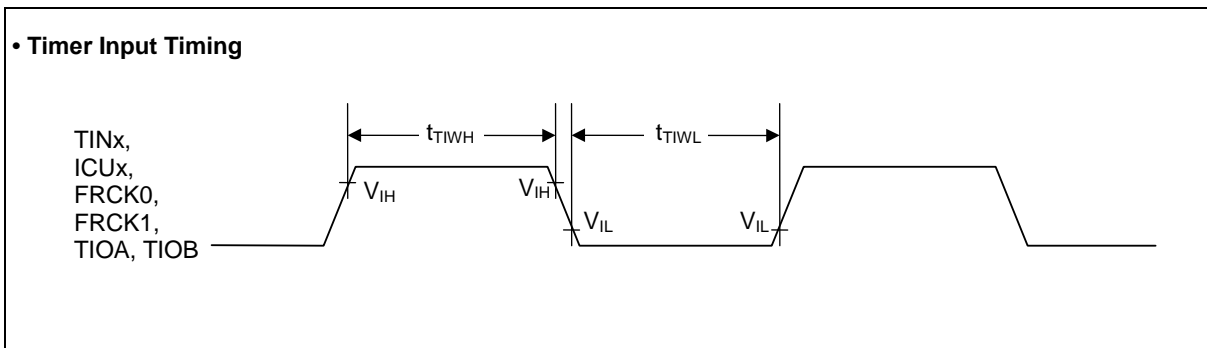 • Timer Input Timing
tTIWH
tTIWL
TINx,
ICUx,
FRCK0,
FRCK1,
TIOA, TIOB
VIH
VIH
VIL
VIL